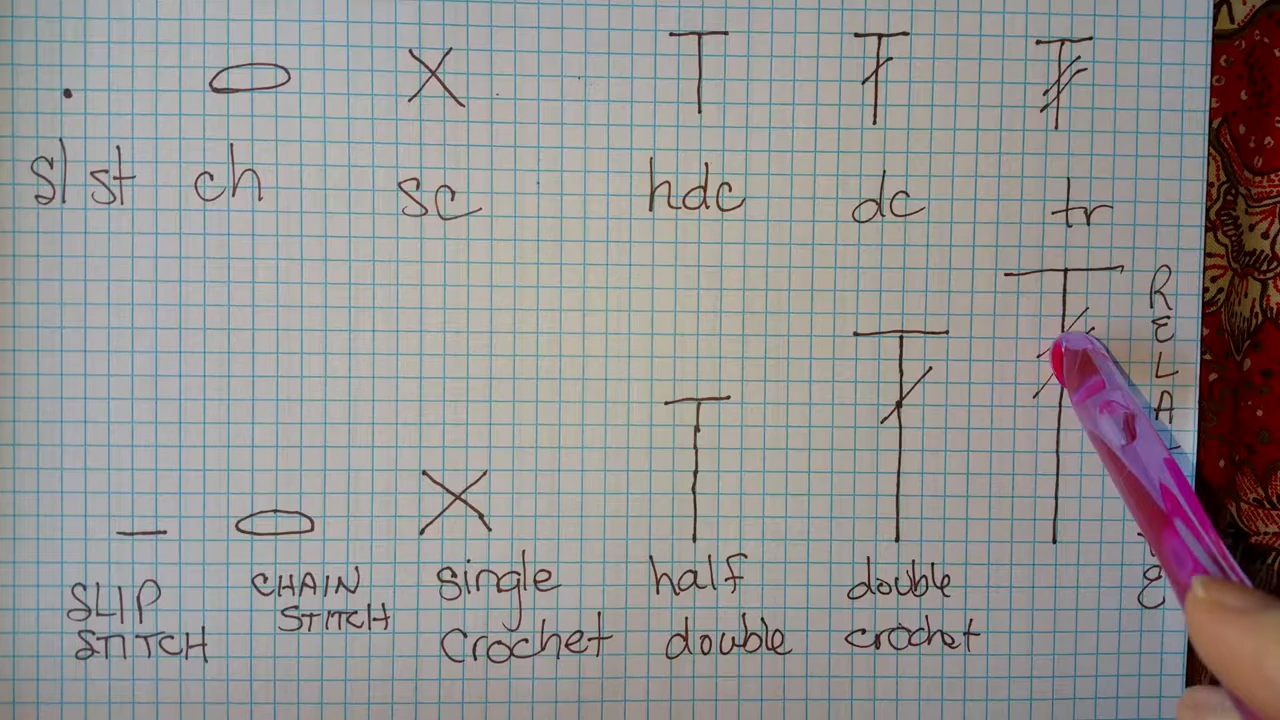 sl st ch sc hdc dc tr
SLIP STITCH
CHAIN STITCH
single crochet
half double
double crochet